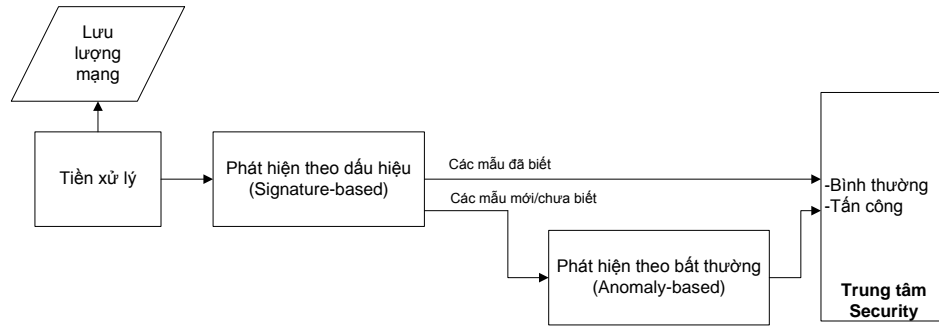 Lưu
lượng
mạng
Tiền xử lý
Phát hiện theo dấu hiệu
(Signature-based)
Các mẫu đã biết
Các mẫu mới/chưa biết
Phát hiện theo bất thường
(Anomaly-based)
-Bình thường
-Tấn công
Trung tâm
Security